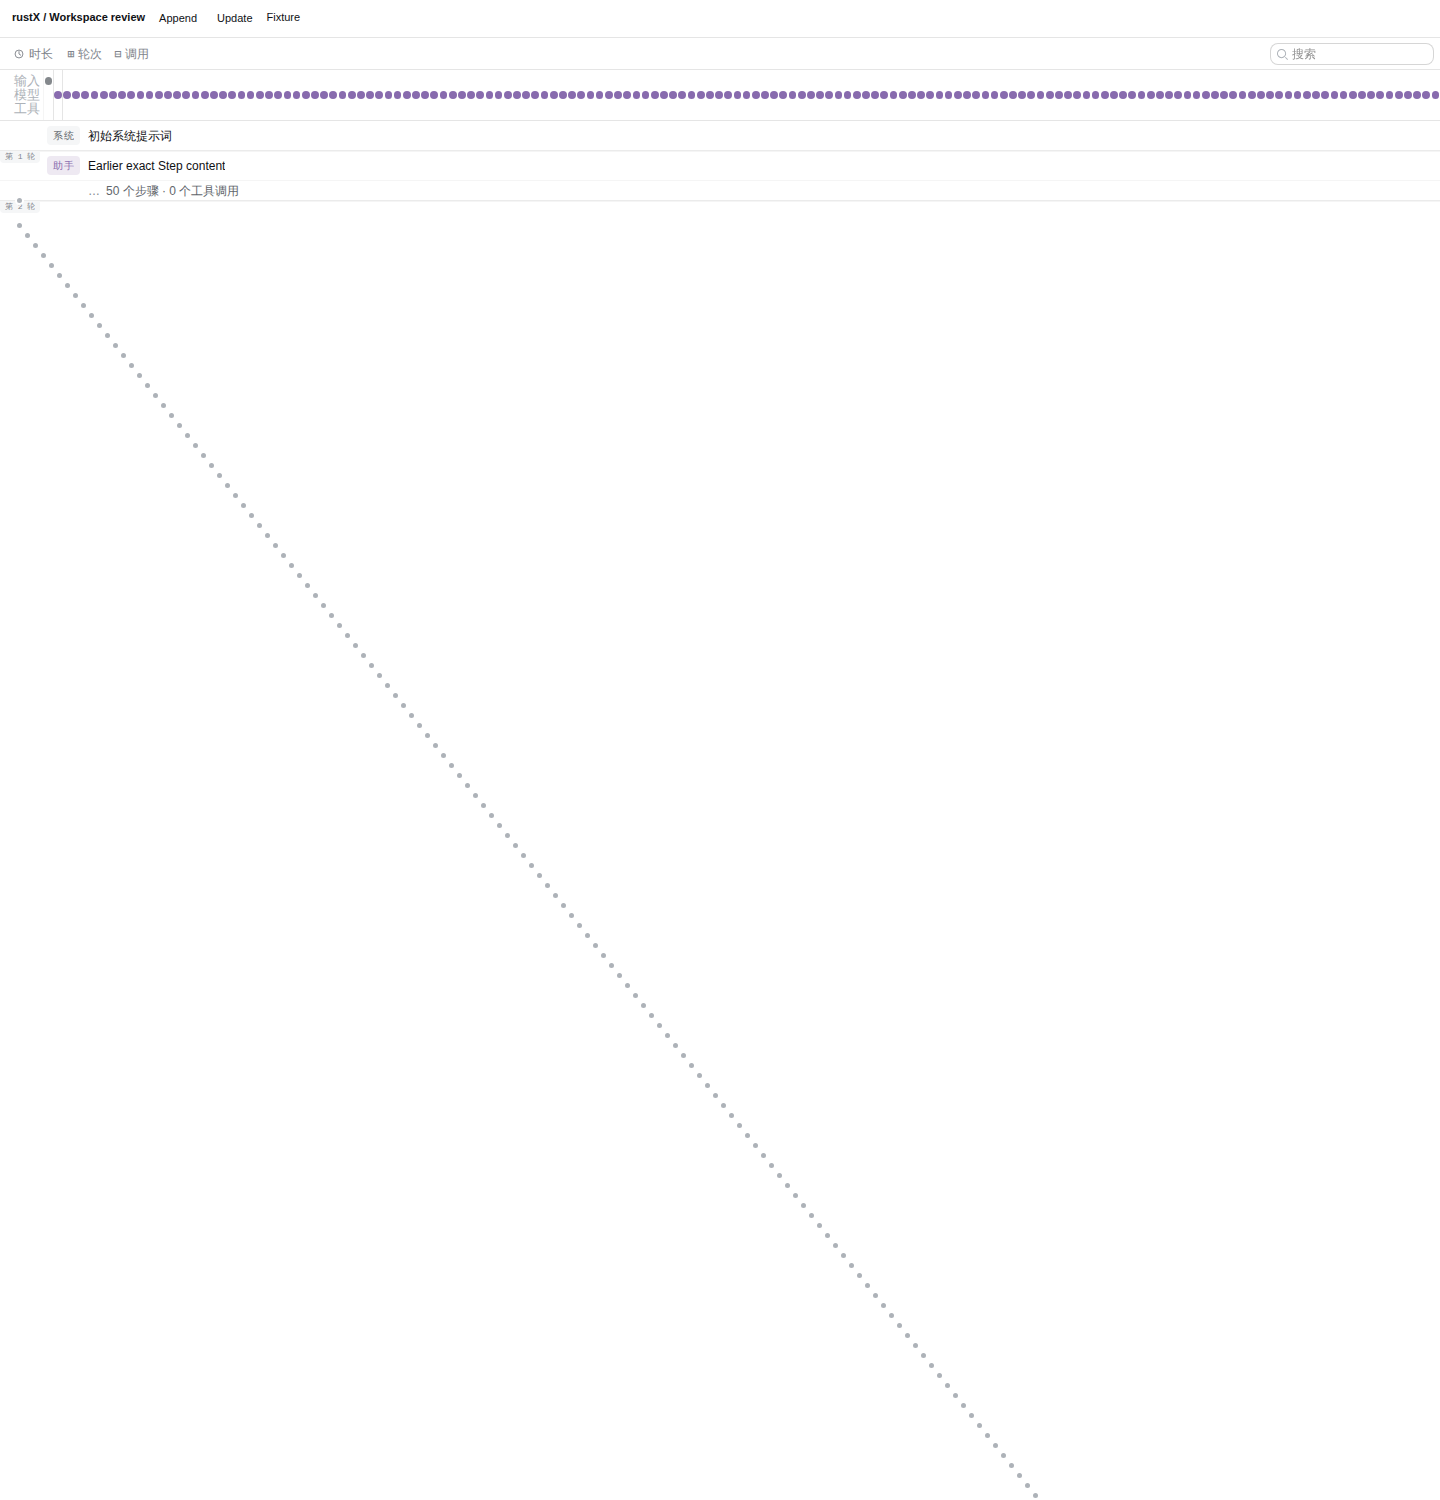 rustX / Workspace review Append Update Fixture
时长 轮次 调用 搜索
输入
模型
工具
系统 初始系统提示词
第 1 轮
助手 Earlier exact Step content
… 50 个步骤 · 0 个工具调用
第 2 轮